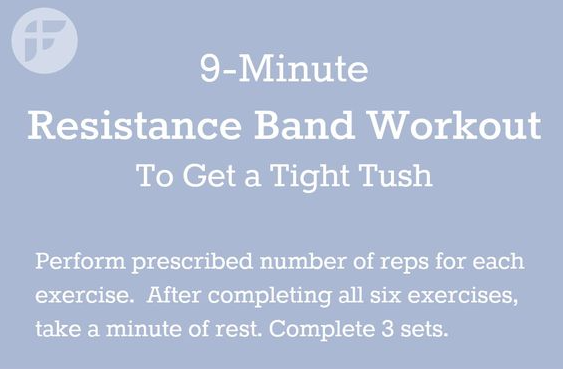 9-Minute
Resistance Band Workout
To Get a Tight Tush
Perform prescribed number of reps for each
exercise.  After completing all six exercises,
take a minute of rest. Complete 3 sets.